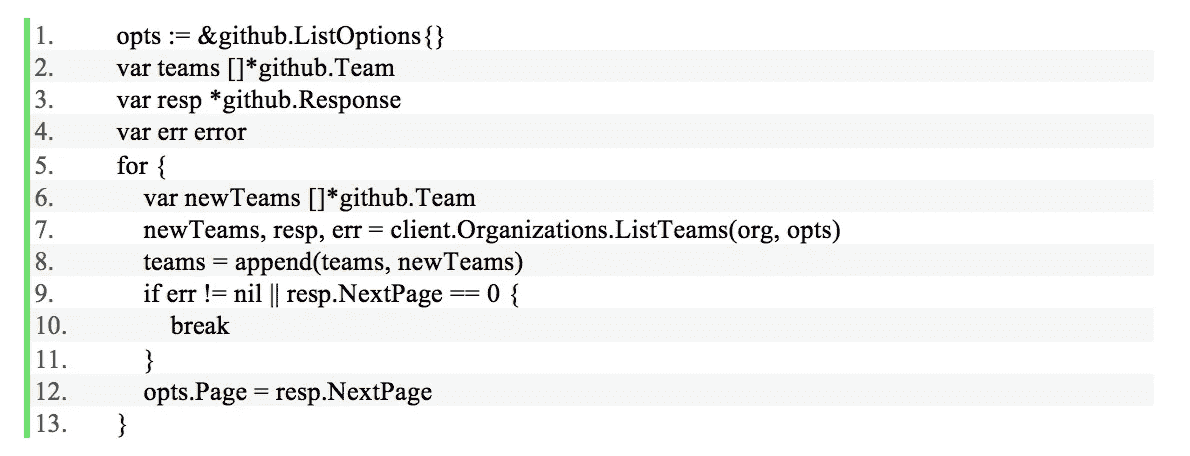 1. opts := &github.ListOptions{}
2. var teams []*github.Team
3. var resp *github.Response
4. var err error
5. for {
6. var newTeams []*github.Team
7. newTeams, resp, err = client.Organizations.ListTeams(org, opts)
8. teams = append(teams, newTeams)
9. if err != nil || resp.NextPage == 0 {
10. break
11. }
12. opts.Page = resp.NextPage
13. }